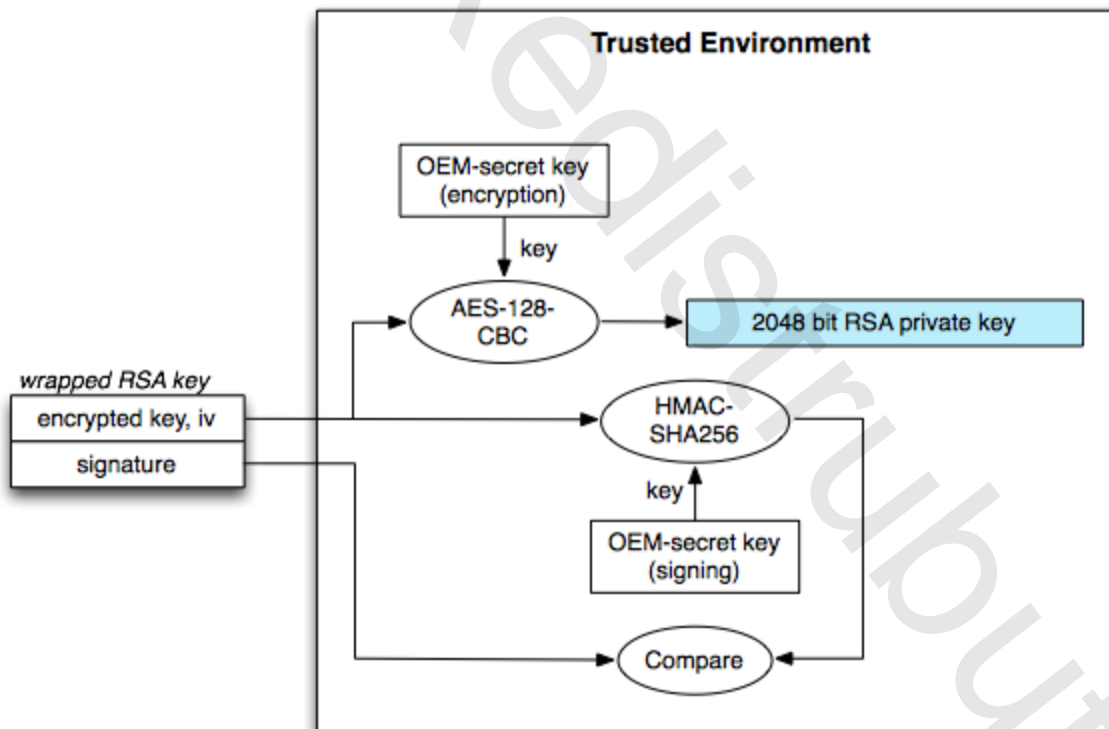 Trusted Environment
OEM-secret key
(encryption)
key
AES-128-
CBC
2048 bit RSA private key
wrapped RSA key
encrypted key, iv
signature
HMAC-
SHA256
key
OEM-secret key
(signing)
Compare